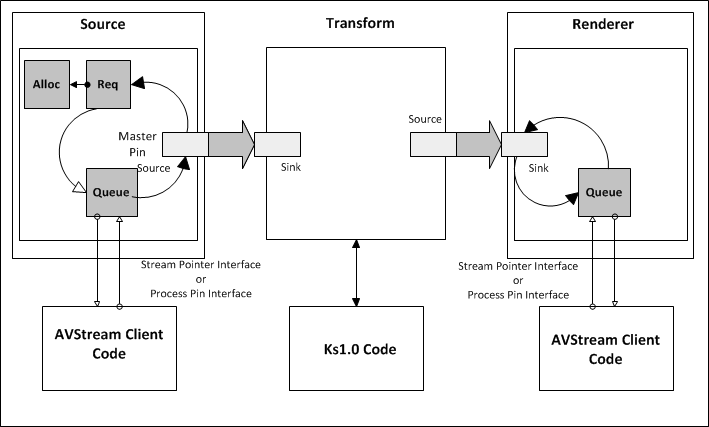 Source
Transform
Renderer
Alloc
Req
Master
Pin
Source
Sink
Source
Sink
Queue
Queue
Stream Pointer Interface
or
Process Pin Interface
Stream Pointer Interface
or
Process Pin Interface
AVStream Client
Code
Ks1.0 Code
AVStream Client
Code